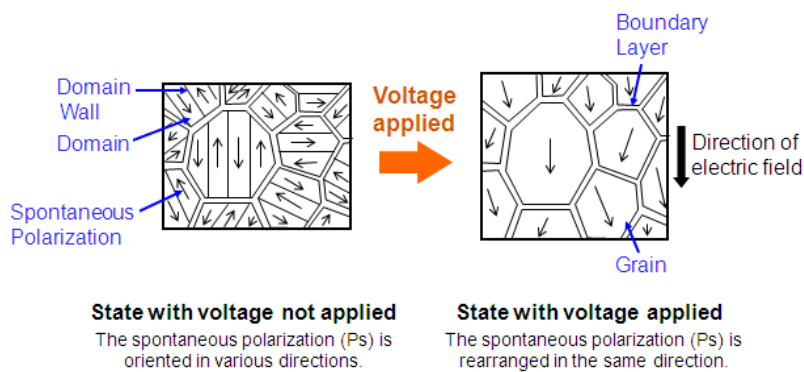 Domain
Wall
Domain
Spontaneous
Polarization
Voltage
applied
Boundary
Layer
Direction of
electric field
Grain
State with voltage not applied
The spontaneous polarization (Ps) is
oriented in various directions.
State with voltage applied
The spontaneous polarization (Ps) is
rearranged in the same direction.